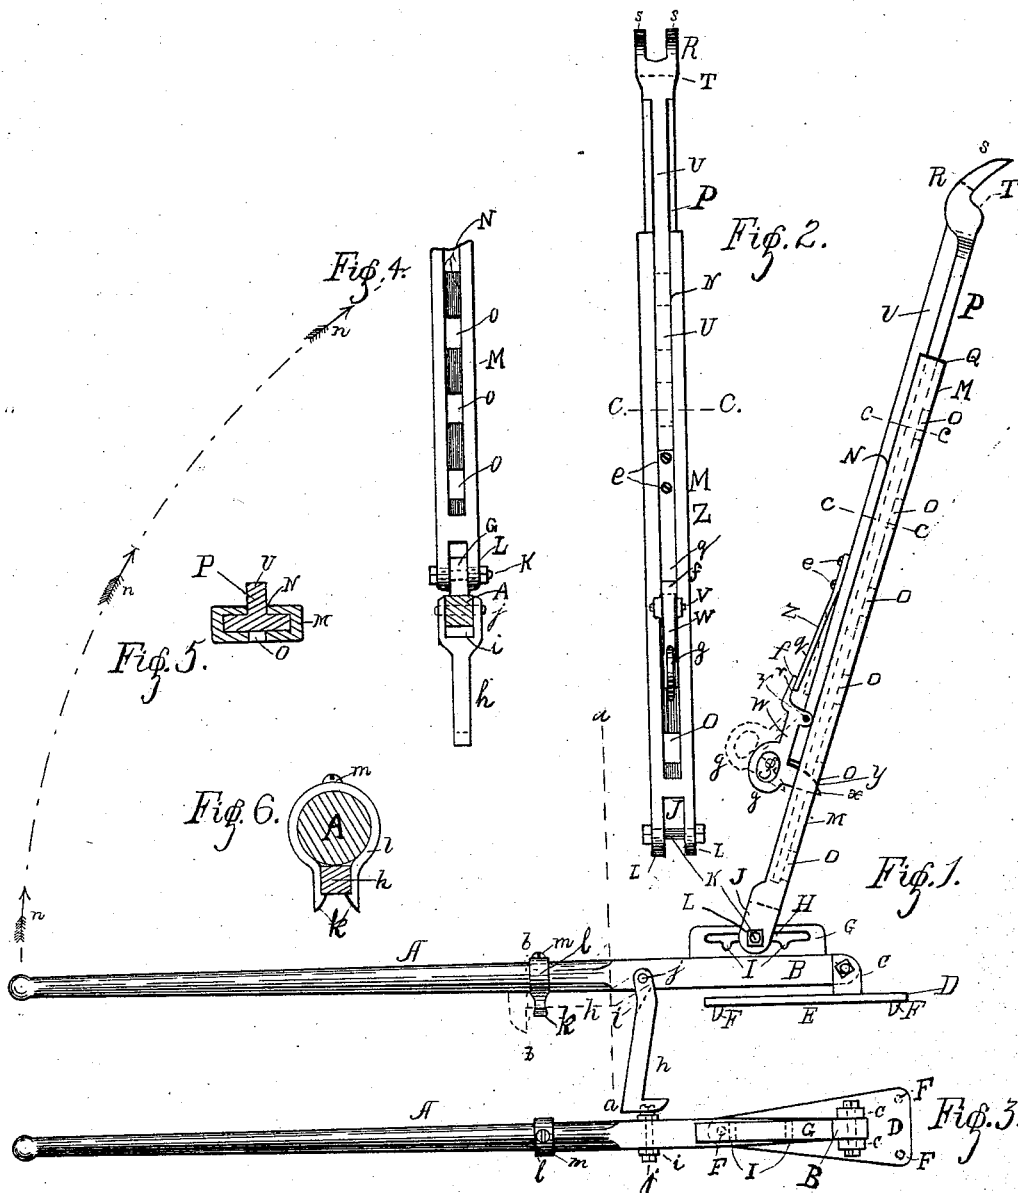 s s
R
T
U
P
Fig. 2.
N
U
C. C.
e
M
Z
q
f
V
W
g
O
J
L L
K
N
Fig. 4.
n
O
M
O
O
G
L
K
A
j
i
h
n
P U N
M
O
Fig. 5.
m
Fig. 6.
A
l
h
k
n
s
R
T
U P
Q
M
O
C C
N
C C
O
e
O
Z
q
f
r
z
W
O
g g
O y
x
M
O
Fig. 1.
L K J H
G
I
A
b m l
B
C
D
j
h
i
k
F E F
b
a
h
a
A
F
Fig. 3.
C
D
C
G
F
I
B
F
l m
j
i